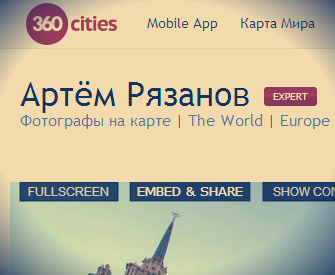 360 cities Mobile App Карта Мира
Артём Рязанов EXPERT
Фотографы на карте | The World | Europe
FULLSCREEN EMBED & SHARE SHOW CON